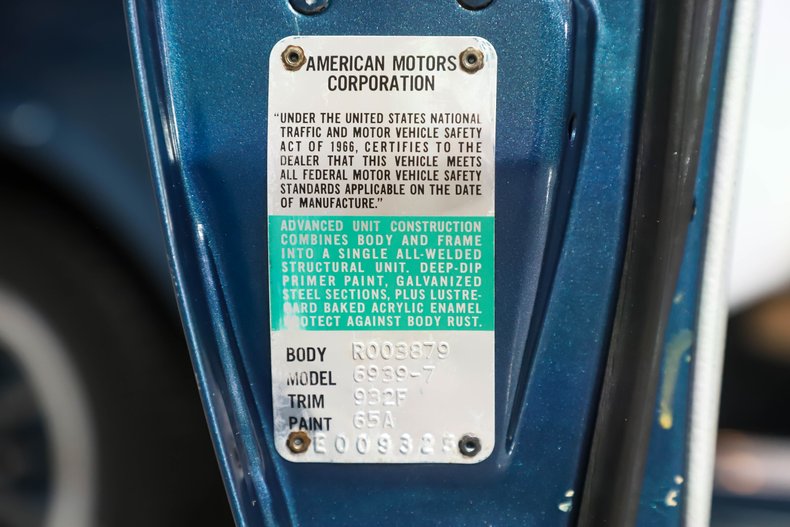 AMERICAN MOTORS
CORPORATION
"UNDER THE UNITED STATES NATIONAL
TRAFFIC AND MOTOR VEHICLE SAFETY
ACT OF 1966, CERTIFIES TO THE
DEALER THAT THIS VEHICLE MEETS
ALL FEDERAL MOTOR VEHICLE SAFETY
STANDARDS APPLICABLE ON THE DATE
OF MANUFACTURE."
ADVANCED UNIT CONSTRUCTION
COMBINES BODY AND FRAME
INTO A SINGLE ALL-WELDED
STRUCTURAL UNIT. DEEP-DIP
PRIMER PAINT, GALVANIZED
STEEL SECTIONS, PLUS LUSTRE-
GARD BAKED ACRYLIC ENAMEL
PROTECT AGAINST BODY RUST.
BODY R003879
MODEL 6939-7
TRIM 932F
PAINT 65A